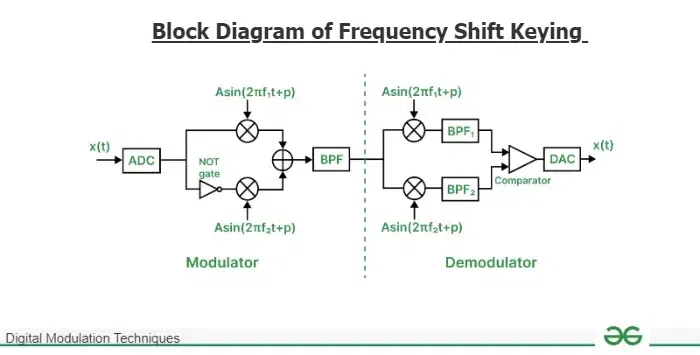 Block Diagram of Frequency Shift Keying
Asin(2πf₁t+p)
Asin(2πf₁t+p)
x(t)
ADC
NOT
gate
BPF
BPF₁
BPF₂
Comparator
DAC
x(t)
Asin(2πf₂t+p)
Asin(2πf₂t+p)
Modulator
Demodulator
Digital Modulation Techniques